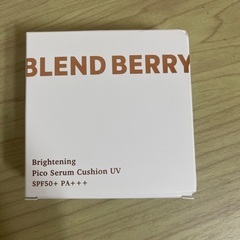 BLEND BERRY
Brightening
Pico Serum Cushion UV
SPF50+ PA+++